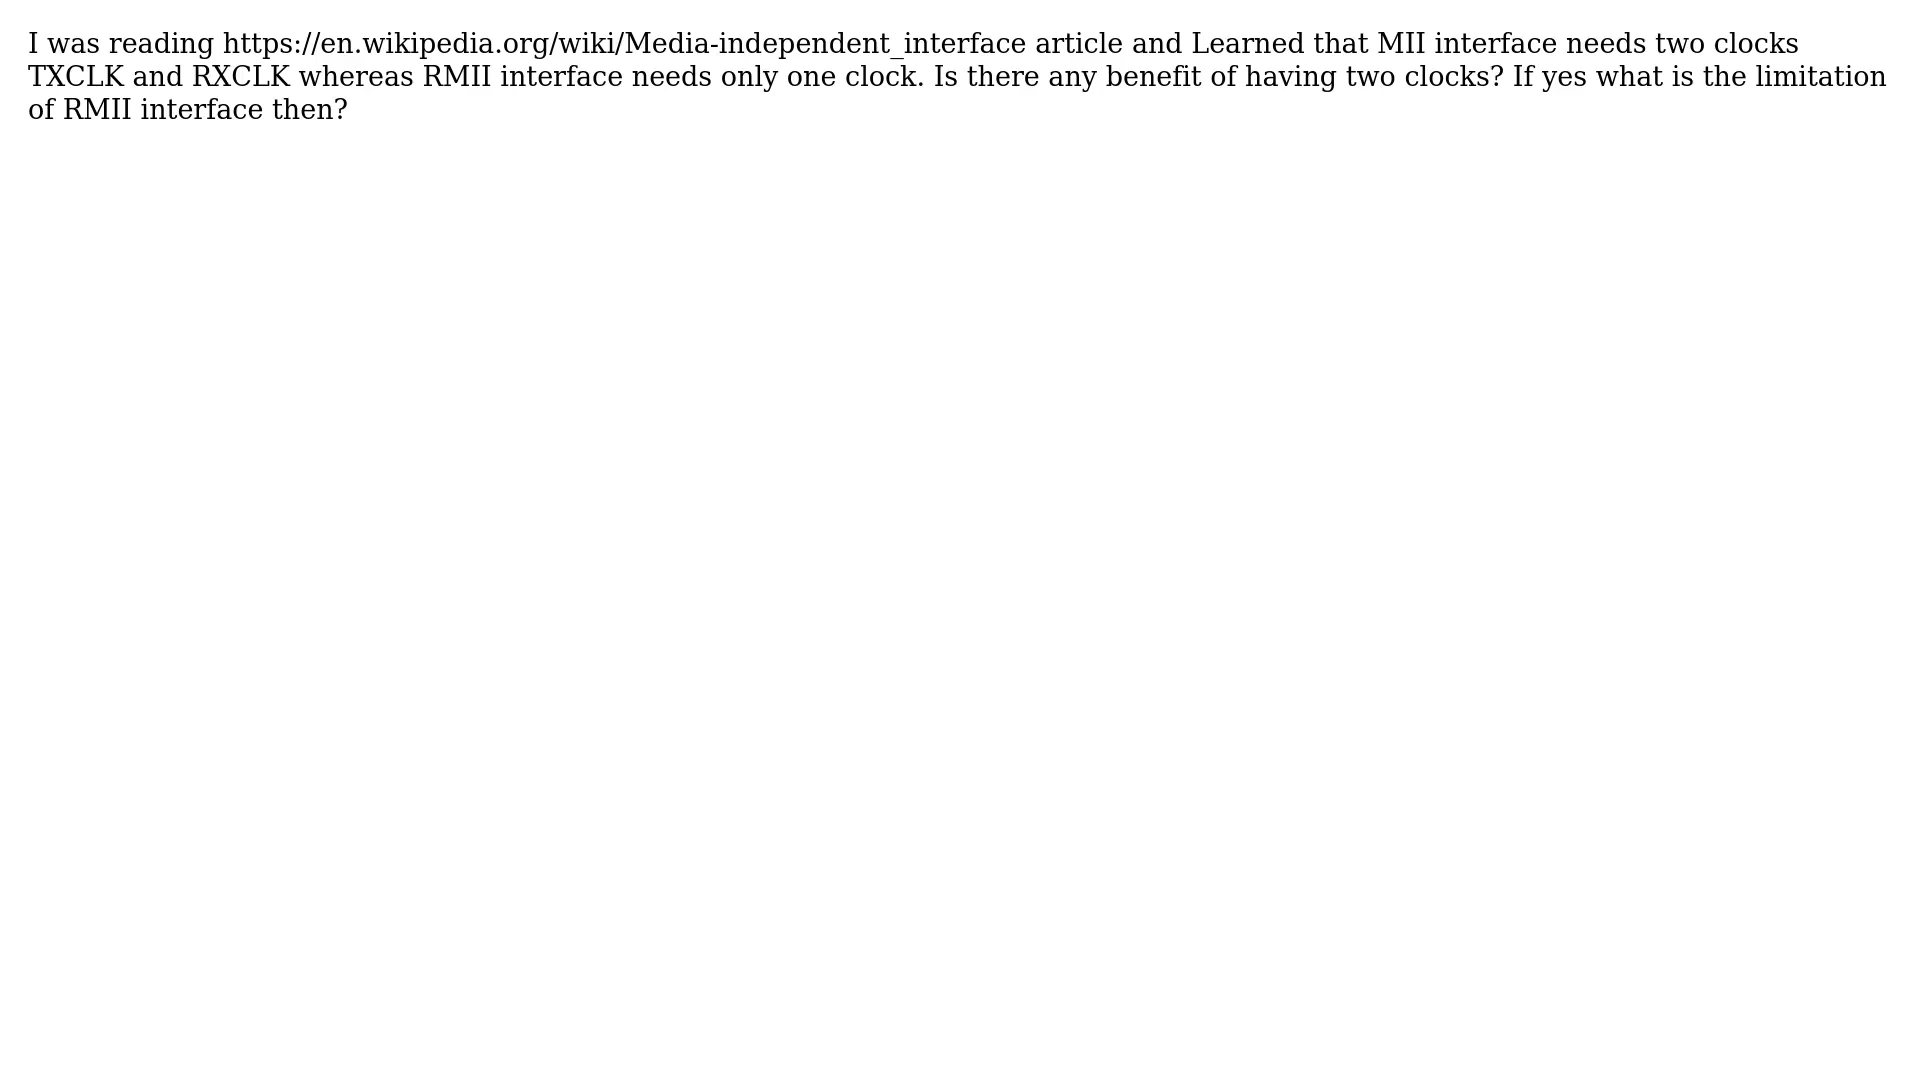 I was reading https://en.wikipedia.org/wiki/Media-independent_interface article and Learned that MII interface needs two clocks
TXCLK and RXCLK whereas RMII interface needs only one clock. Is there any benefit of having two clocks? If yes what is the limitation
of RMII interface then?